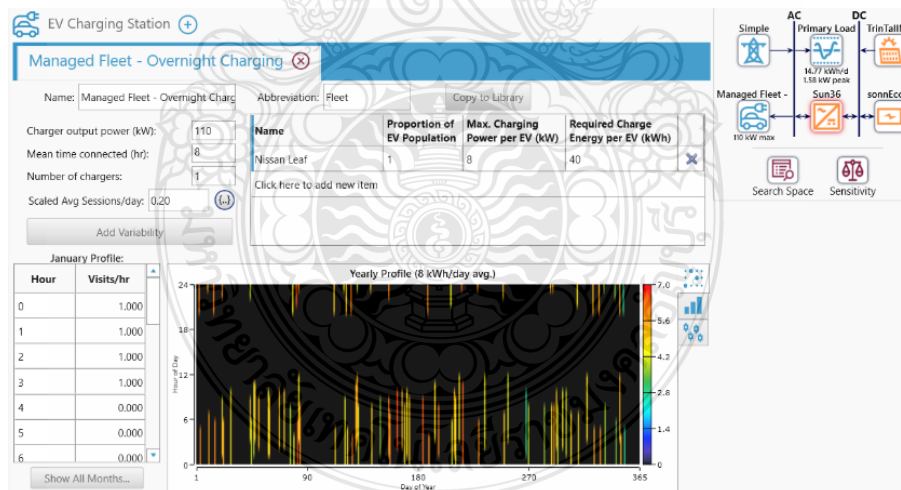 EV Charging Station
Managed Fleet - Overnight Charging
Name: Managed Fleet - Overnight Charg Abbreviation: Fleet Copy to Library
Charger output power (kW): 110
Mean time connected (hr): 8
Number of chargers: 1
Scaled Avg Sessions/day: 0.20 {..}
Add Variability
Name Proportion of EV Population Max. Charging Power per EV (kW) Required Charge Energy per EV (kWh)
Nissan Leaf 1 8 40
Click here to add new item
January Profile:
Hour Visits/hr
0 1.000
1 1.000
2 1.000
3 1.000
4 0.000
5 0.000
6 0.000
Show All Months...
Yearly Profile (8 kWh/day avg.)
Hour of Day
24
18
12
6
0
1 90 180 270 365
Day of Year
7.0
5.6
4.2
2.8
1.4
0
AC DC
Simple Primary Load
14.77 kWh/d
1.58 kW peak
Managed Fleet - Sun36 sonnEco
110 kW max
Search Space Sensitivity